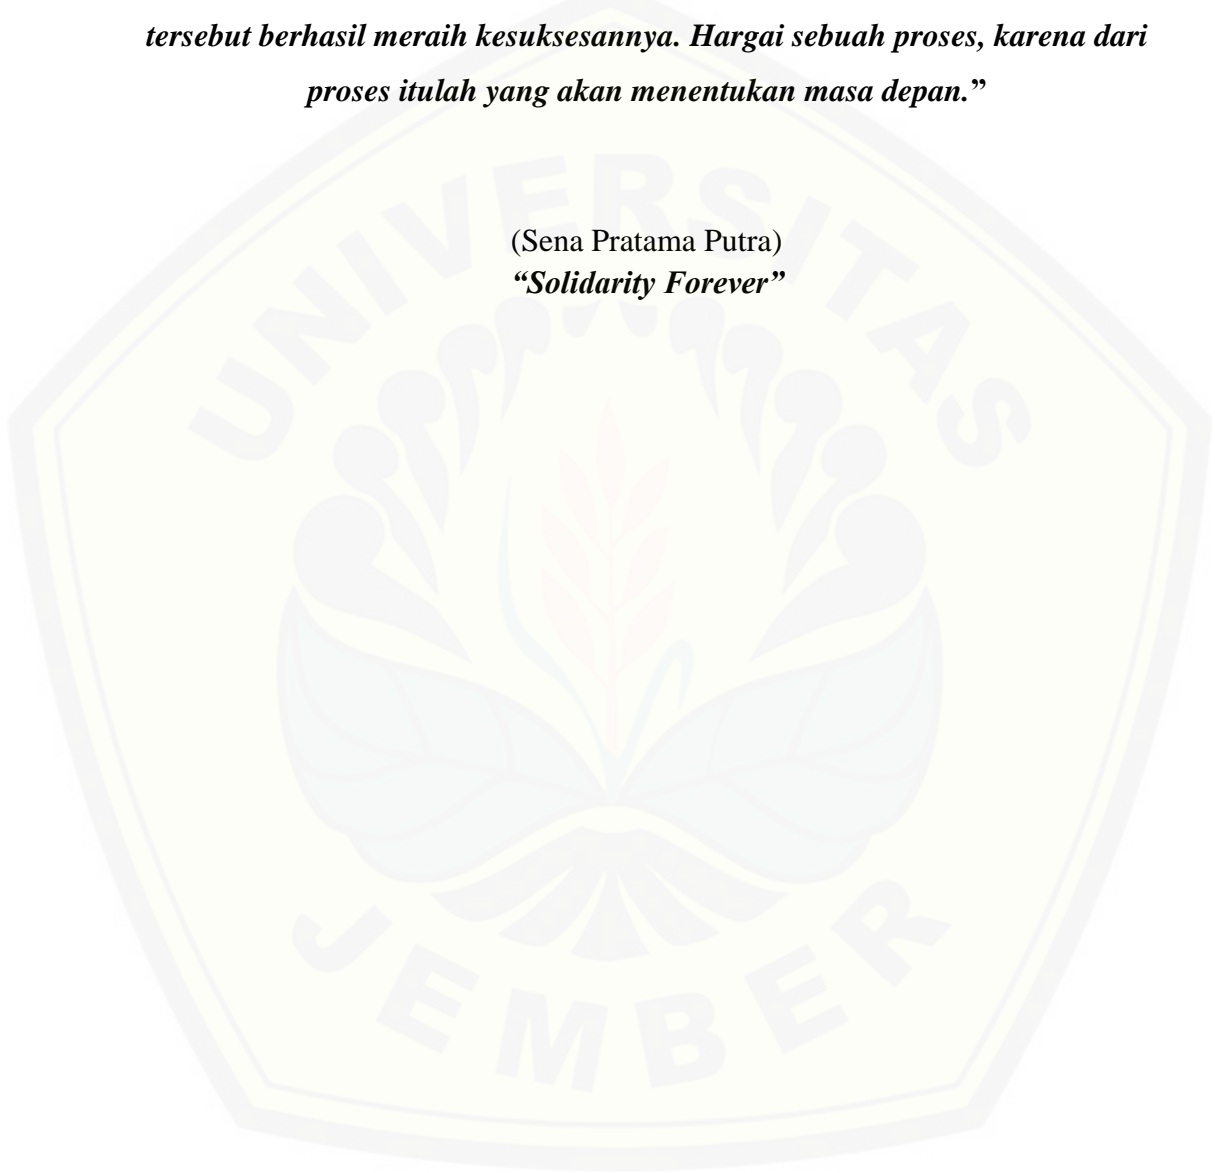 tersebut berhasil meraih kesuksesannya. Hargai sebuah proses, karena dari
proses itulah yang akan menentukan masa depan.”
(Sena Pratama Putra)
“Solidarity Forever”
UNIVERSITAS
JEMBER